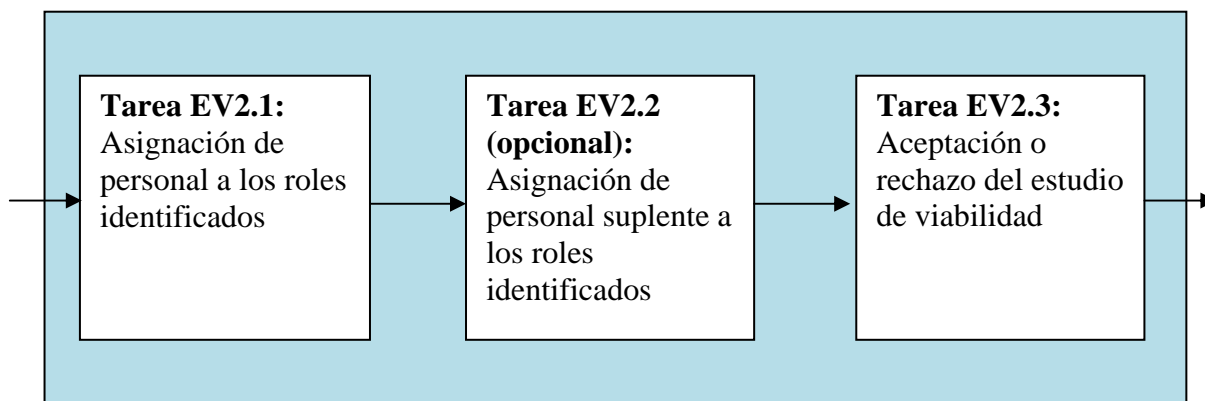 Tarea EV2.1:
Asignación de
personal a los roles
identificados
Tarea EV2.2
(opcional):
Asignación de
personal suplente a
los roles
identificados
Tarea EV2.3:
Aceptación o
rechazo del estudio
de viabilidad